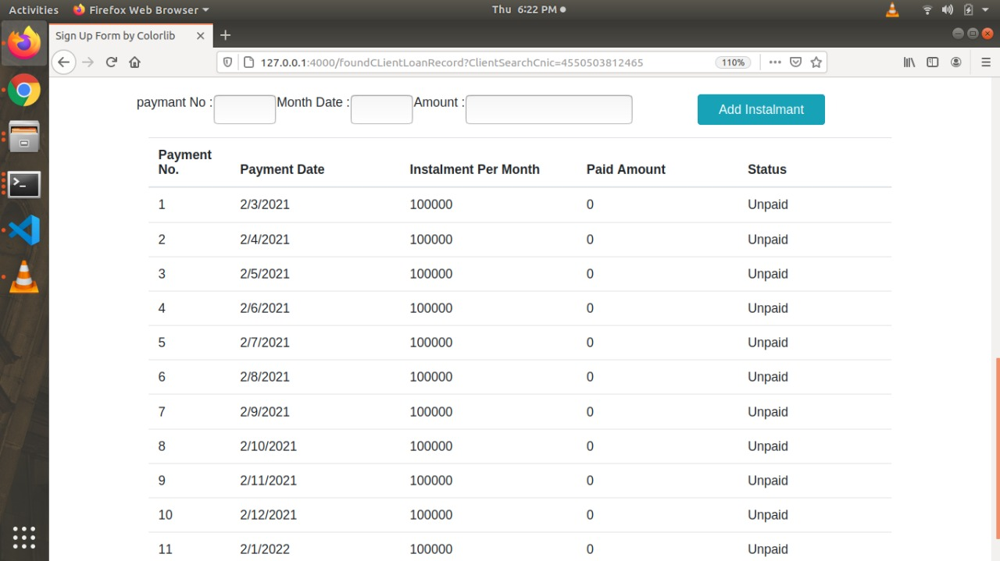 Activities Firefox Web Browser Thu 6:22 PM
Sign Up Form by Colorlib
127.0.0.1:4000/foundCLientLoanRecord?ClientSearchCnic=4550503812465 110%
paymant No : Month Date : Amount : Add Instalmant
Payment No. Payment Date Instalment Per Month Paid Amount Status
1 2/3/2021 100000 0 Unpaid
2 2/4/2021 100000 0 Unpaid
3 2/5/2021 100000 0 Unpaid
4 2/6/2021 100000 0 Unpaid
5 2/7/2021 100000 0 Unpaid
6 2/8/2021 100000 0 Unpaid
7 2/9/2021 100000 0 Unpaid
8 2/10/2021 100000 0 Unpaid
9 2/11/2021 100000 0 Unpaid
10 2/12/2021 100000 0 Unpaid
11 2/1/2022 100000 0 Unpaid